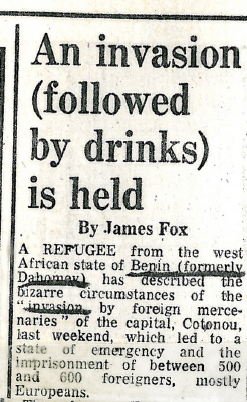 An invasion
(followed
by drinks)
is held
By James Fox
A REFUGEE from the west
African state of Benin (formerly
Dahomey) has described the
bizarre circumstances of the
"invasion by foreign merce-
naries" of the capital, Cotonou,
last weekend, which led to a
state of emergency and the
imprisonment of between 500
and 600 foreigners, mostly
Europeans.